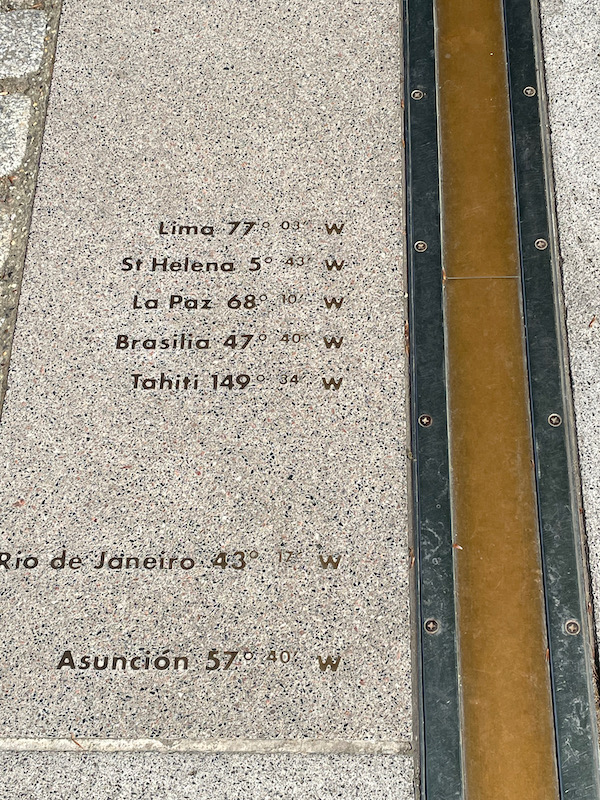 Lima 77° 03' W
St Helena 5° 43' W
La Paz 68° 10' W
Brasilia 47° 40' W
Tahiti 149° 34' W
Rio de Janeiro 43° 17' W
Asunción 57° 40' W